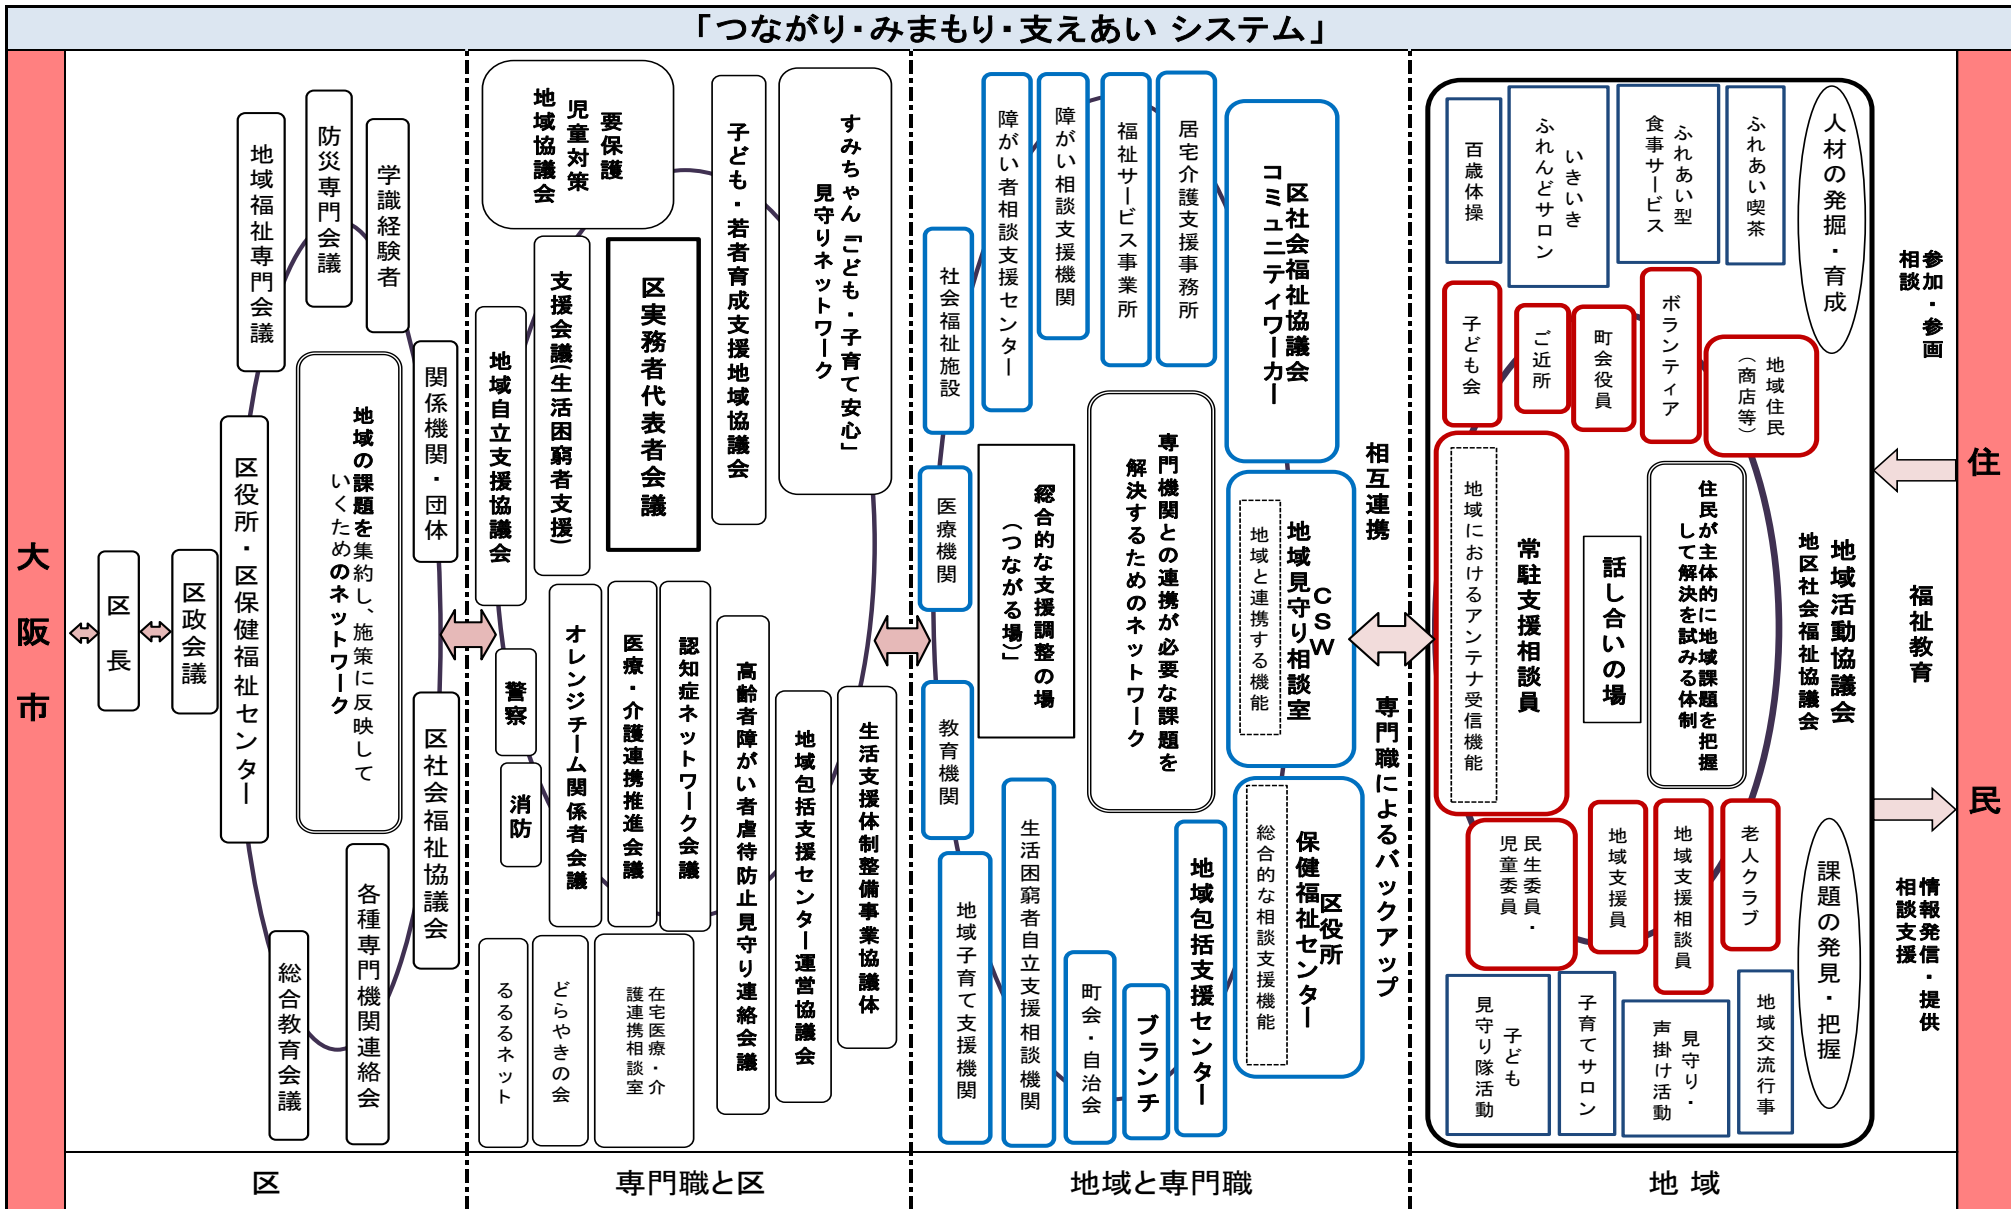 「つながり・みまもり・支えあい システム」
大阪市
区長
区政会議
地域福祉専門会議
防災専門会議
学識経験者
関係機関・団体
区役所・区保健福祉センター
地域の課題を集約し、施策に反映して
いくためのネットワーク
区社会福祉協議会
各種専門機関連絡会
総合教育会議
要保護
児童対策
地域協議会
子ども・若者育成支援地域協議会
すみちゃん「こども・子育て安心」
見守りネットワーク
支援会議(生活困窮者支援)
区実務者代表者会議
地域自立支援協議会
警察
消防
オレンジチーム関係者会議
医療・介護連携推進会議
認知症ネットワーク会議
高齢者障がい者虐待防止見守り連絡会議
地域包括支援センター運営協議会
生活支援体制整備事業協議体
るるるネット
どらやきの会
在宅医療・介
護連携相談室
社会福祉施設
障がい者相談支援センター
障がい相談支援機関
福祉サービス事業所
居宅介護支援事務所
区社会福祉協議会
コミュニティワーカー
医療機関
「総合的な支援調整の場
（つながる場）」
専門機関との連携が必要な課題を
解決するためのネットワーク
CSW
地域見守り相談室
地域と連携する機能
教育機関
地域子育て支援機関
生活困窮者自立支援相談機関
町会・自治会
ブランチ
地域包括支援センター
区役所
保健福祉センター
総合的な相談支援機能
相互連携
専門職によるバックアップ
百歳体操
いきいき
ふれんどサロン
ふれあい型
食事サービス
ふれあい喫茶
人材の発掘・育成
子ども会
ご近所
町会役員
ボランティア
地域住民
（商店等）
常駐支援相談員
地域におけるアンテナ受信機能
話し合いの場
住民が主体的に地域課題を把握
して解決を試みる体制
地域活動協議会
地区社会福祉協議会
民生委員・
児童委員
地域支援員
地域支援相談員
老人クラブ
課題の発見・把握
子ども
見守り隊活動
子育てサロン
見守り・
声掛け活動
地域交流行事
参加・参画
相談
福祉教育
情報発信・提供
相談支援
住民
区
専門職と区
地域と専門職
地 域